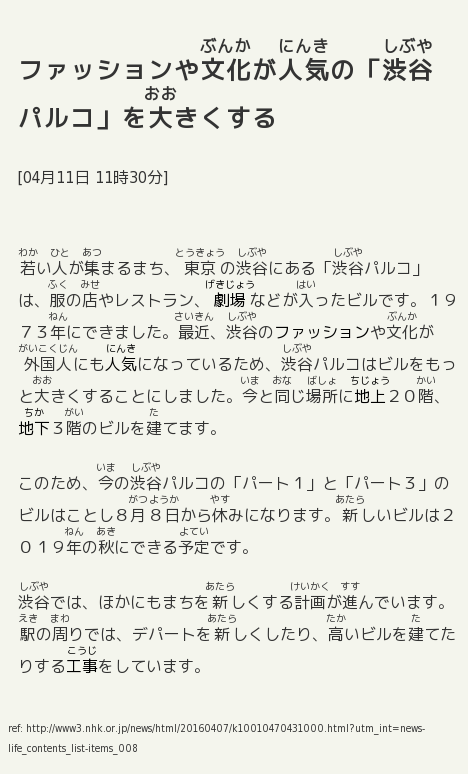 ファッションや文化が人気の「渋谷
パルコ」を大きくする
[04月11日 11時30分]
若い人が集まるまち、東京の渋谷にある「渋谷パルコ」
は、服の店やレストラン、劇場などが入ったビルです。１９
７３年にできました。最近、渋谷のファッションや文化が
外国人にも人気になっているため、渋谷パルコはビルをもっ
と大きくすることにしました。今と同じ場所に地上２０階、
地下３階のビルを建てます。
このため、今の渋谷パルコの「パート１」と「パート３」の
ビルはことし８月８日から休みになります。新しいビルは２
０１９年の秋にできる予定です。
渋谷では、ほかにもまちを新しくする計画が進んでいます。
駅の周りでは、デパートを新しくしたり、高いビルを建てた
りする工事をしています。
ref: http://www3.nhk.or.jp/news/html/20160407/k10010470431000.html?utm_int=news-
life_contents_list-items_008